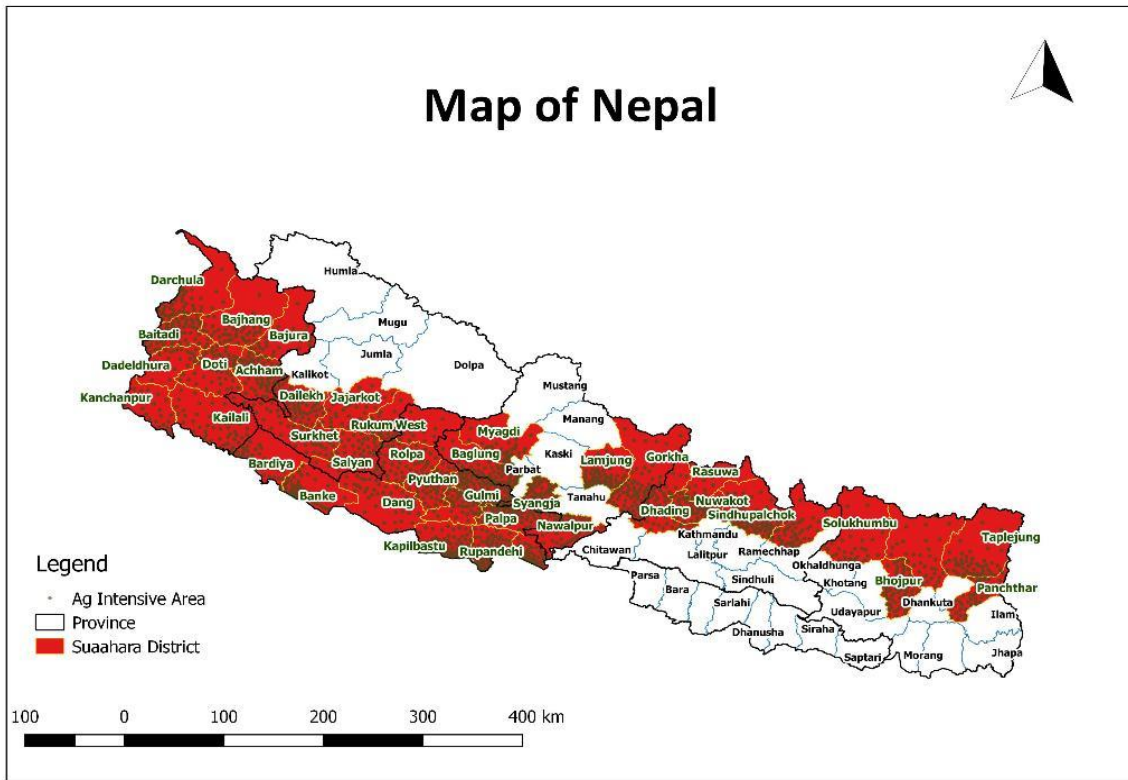 Map of Nepal
Humla
Darchula
Mugu
Bajhang
Baitadi
Bajura
Jumla
Dadeldhura
Doti
Achham
Kalikot
Dolpa
Mustang
Kanchanpur
Dailekh
Jajarkot
Kailali
Rukum West
Manang
Myagdi
Surkhet
Baglung
Kaski
Lamjung
Gorkha
Rolpa
Bardiya
Salyan
Parbat
Rasuwa
Pyuthan
Banke
Dang
Gulmi
Syangja
Tanahu
Nuwakot
Dhading
Sindhupalchok
Palpa
Nawalpur
Solukhumbu
Taplejung
Kapilbastu
Rupandehi
Chitawan
Kathmandu
Lalitpur
Ramechhap
Okhaldhunga
Khotang
Bhojpur
Panchthar
Parsa
Bara
Sindhuli
Dhankuta
Sarlahi
Udayapur
Ilam
Dhanusha
Siraha
Saptari
Morang
Jhapa
Legend
Ag Intensive Area
Province
Suaahara District
100 0 100 200 300 400 km